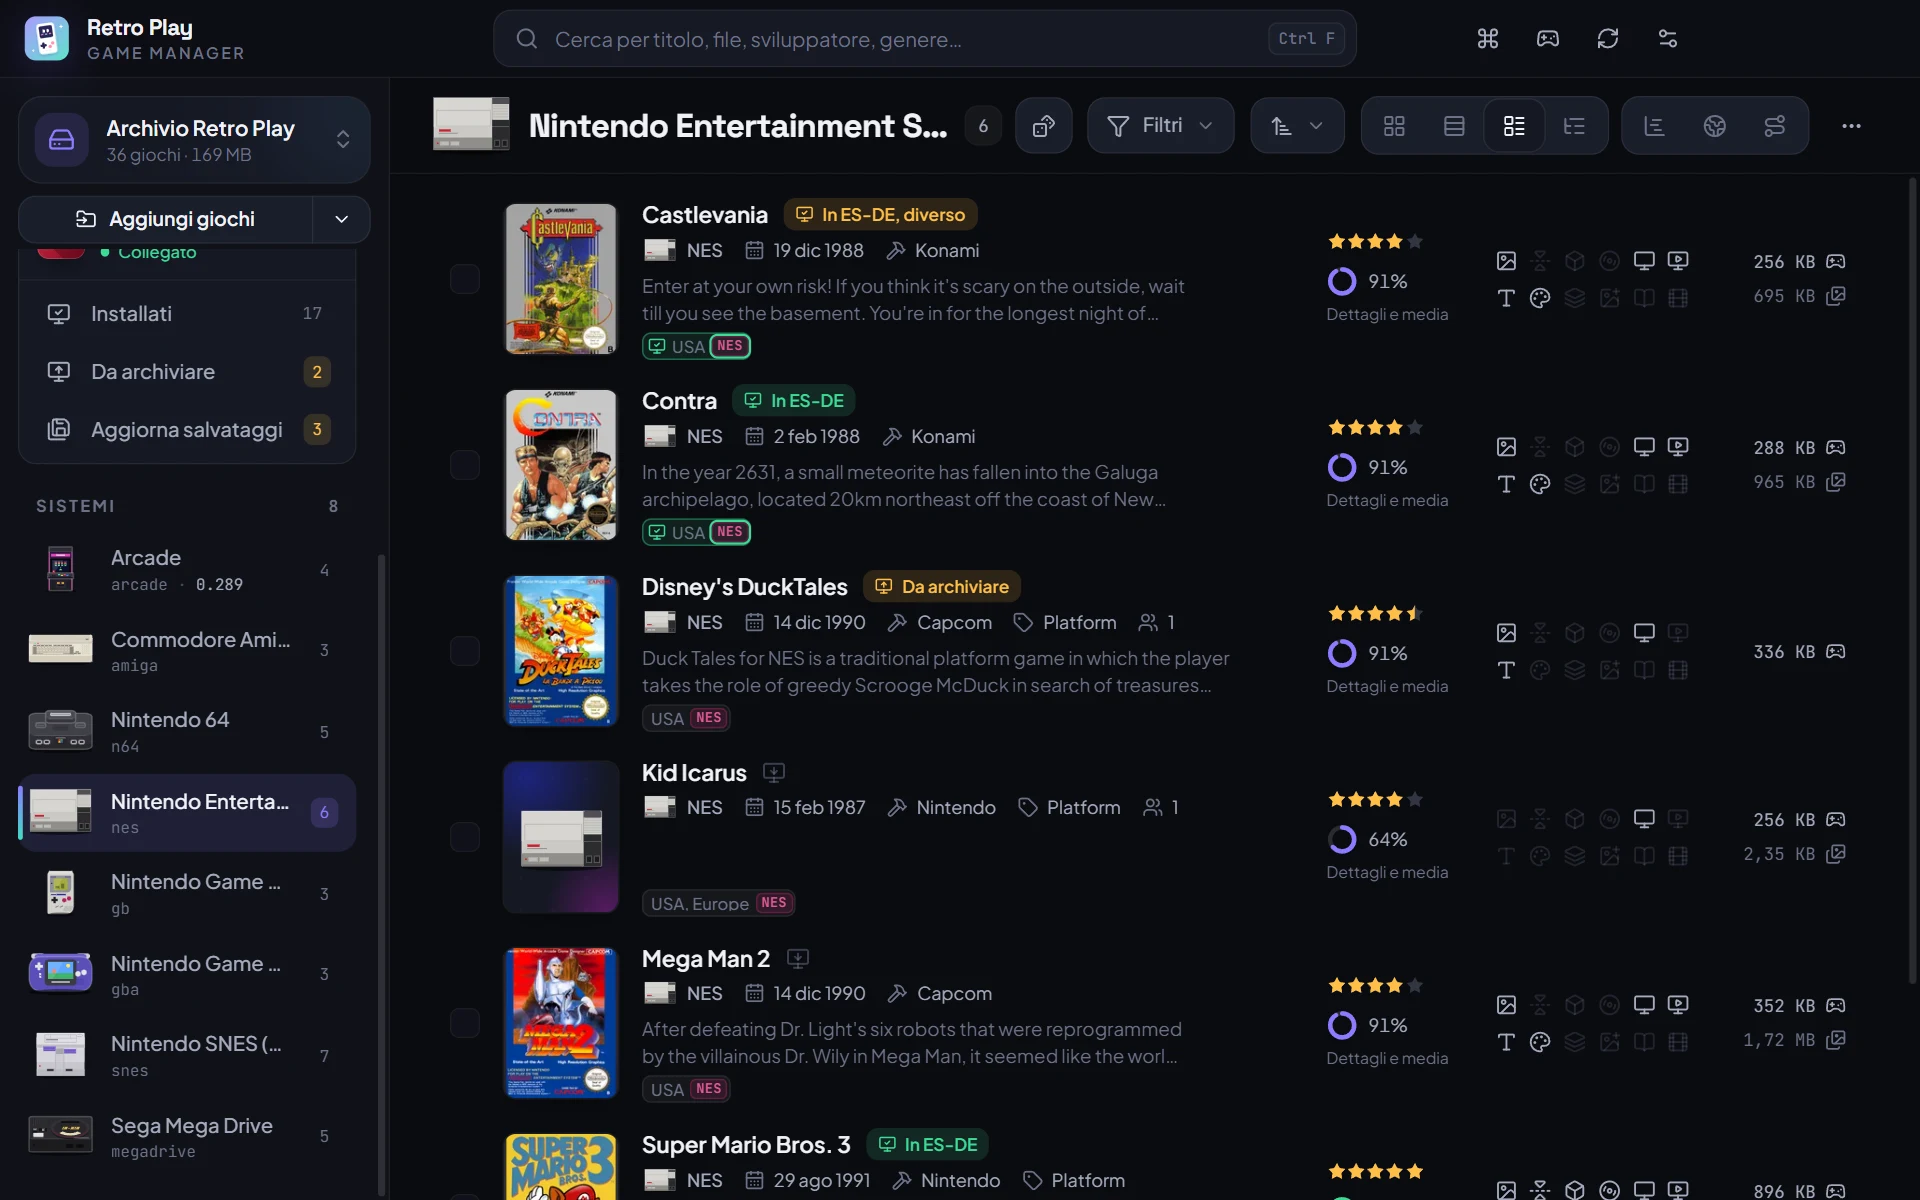 Retro Play
GAME MANAGER
Cerca per titolo, file, sviluppatore, genere…
Ctrl F
Archivio Retro Play
36 giochi · 169 MB
Aggiungi giochi
Collegato
Installati 17
Da archiviare 2
Aggiorna salvataggi 3
SISTEMI 8
Arcade
arcade · 0.289
4
Commodore Ami…
amiga
3
Nintendo 64
n64
5
Nintendo Enterta…
nes
6
Nintendo Game …
gb
3
Nintendo Game …
gba
3
Nintendo SNES (…
snes
7
Sega Mega Drive
megadrive
5
Nintendo Entertainment S…
6
Filtri
Castlevania
In ES-DE, diverso
NES 19 dic 1988 Konami
Enter at your own risk! If you think it's scary on the outside, wait
till you see the basement. You're in for the longest night of…
USA NES
91%
Dettagli e media
256 KB
695 KB
KONAMI
Castlevania
Contra
In ES-DE
NES 2 feb 1988 Konami
In the year 2631, a small meteorite has fallen into the Galuga
archipelago, located 20km northeast off the coast of New…
USA NES
91%
Dettagli e media
288 KB
965 KB
KONAMI
CONTRA
Disney's DuckTales
Da archiviare
NES 14 dic 1990 Capcom Platform 1
Duck Tales for NES is a traditional platform game in which the player
takes the role of greedy Scrooge McDuck in search of treasures…
USA NES
91%
Dettagli e media
336 KB
DUCK TALES
Kid Icarus
NES 15 feb 1987 Nintendo Platform 1
USA, Europe NES
64%
Dettagli e media
256 KB
2,35 KB
Mega Man 2
NES 14 dic 1990 Capcom
After defeating Dr. Light's six robots that were reprogrammed
by the villainous Dr. Wily in Mega Man, it seemed like the worl…
USA NES
91%
Dettagli e media
352 KB
1,72 MB
MEGA MAN 2
Super Mario Bros. 3
In ES-DE
NES 29 ago 1991 Nintendo Platform
896 KB
SUPER
MARIO 3
BROS.